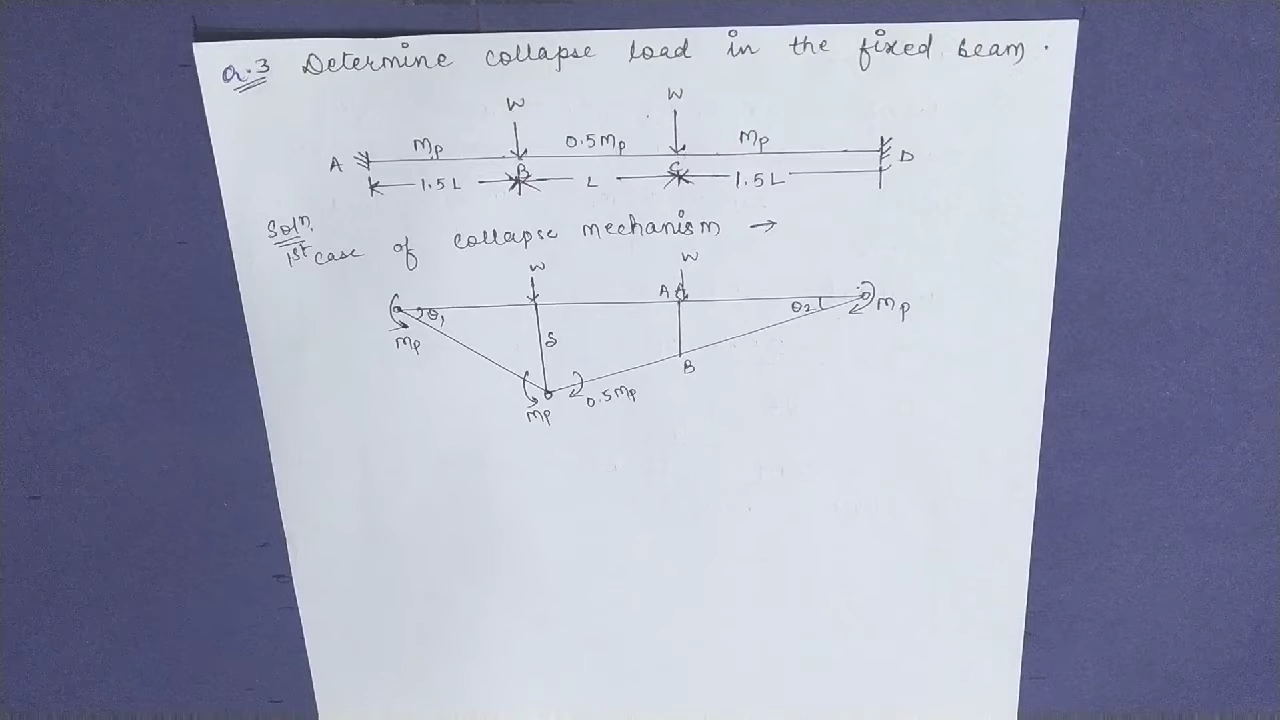 Q.3 Determine collapse load in the fixed beam.
W W
A Mp B 0.5Mp C Mp D
1.5L L 1.5L
Soln.
1st case of collapse mechanism →
W W
A
θ1 θ2 Mp
Mp δ
B
Mp 0.5Mp